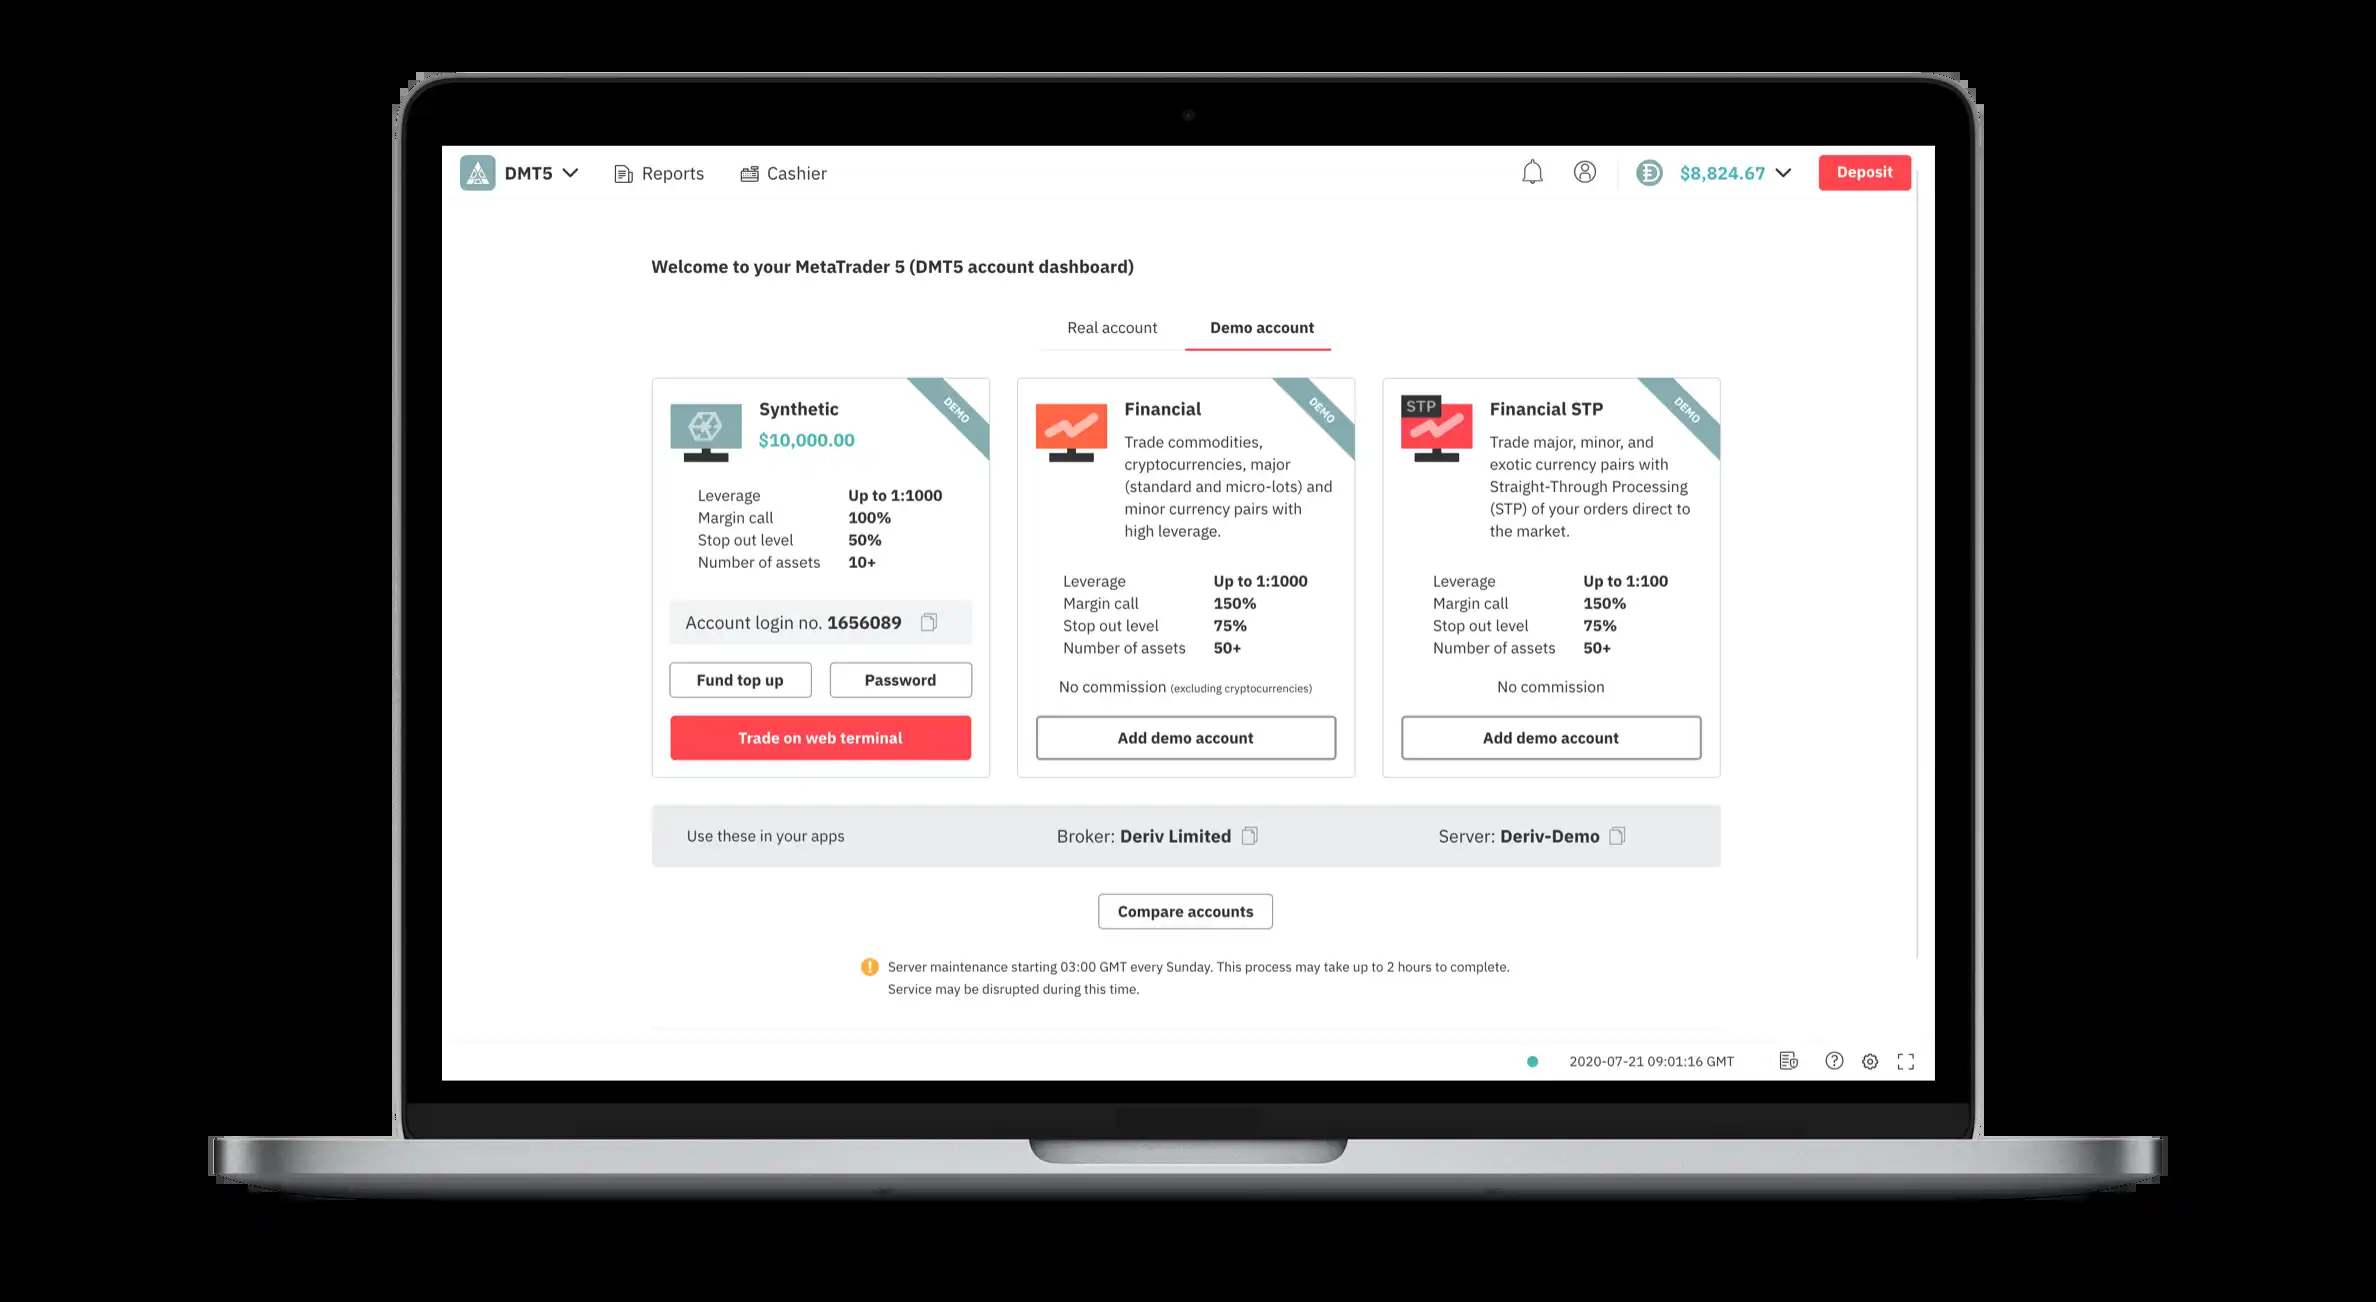 DMT5
Reports
Cashier
$8,824.67
Deposit
Welcome to your MetaTrader 5 (DMT5 account dashboard)
Real account
Demo account
DEMO
Synthetic
$10,000.00
Leverage Up to 1:1000
Margin call 100%
Stop out level 50%
Number of assets 10+
Account login no. 1656089
Fund top up
Password
Trade on web terminal
DEMO
Financial
Trade commodities,
cryptocurrencies, major
(standard and micro-lots) and
minor currency pairs with
high leverage.
Leverage Up to 1:1000
Margin call 150%
Stop out level 75%
Number of assets 50+
No commission (excluding cryptocurrencies)
Add demo account
DEMO
STP
Financial STP
Trade major, minor, and
exotic currency pairs with
Straight-Through Processing
(STP) of your orders direct to
the market.
Leverage Up to 1:100
Margin call 150%
Stop out level 75%
Number of assets 50+
No commission
Add demo account
Use these in your apps
Broker: Deriv Limited
Server: Deriv-Demo
Compare accounts
Server maintenance starting 03:00 GMT every Sunday. This process may take up to 2 hours to complete.
Service may be disrupted during this time.
2020-07-21 09:01:16 GMT